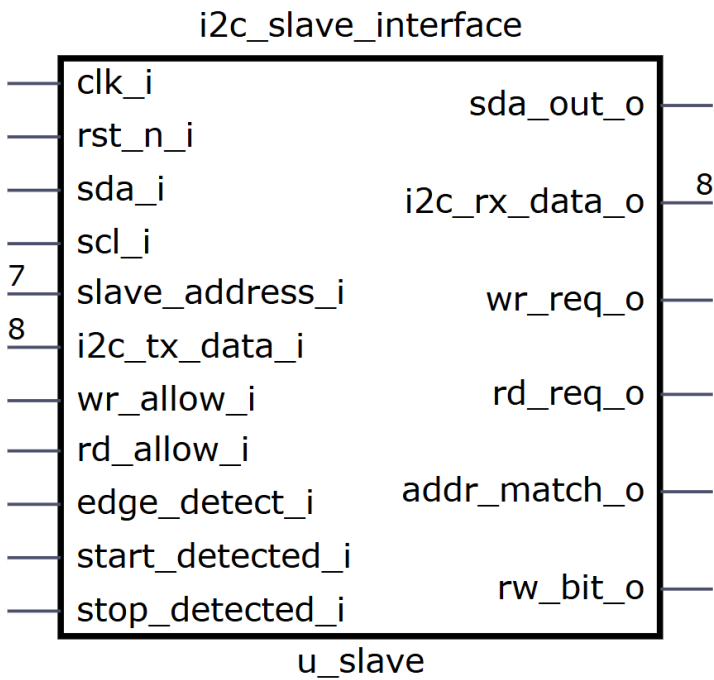 i2c_slave_interface
clk_i
rst_n_i
sda_i
scl_i
7
slave_address_i
8
i2c_tx_data_i
wr_allow_i
rd_allow_i
edge_detect_i
start_detected_i
stop_detected_i
sda_out_o
8
i2c_rx_data_o
wr_req_o
rd_req_o
addr_match_o
rw_bit_o
u_slave